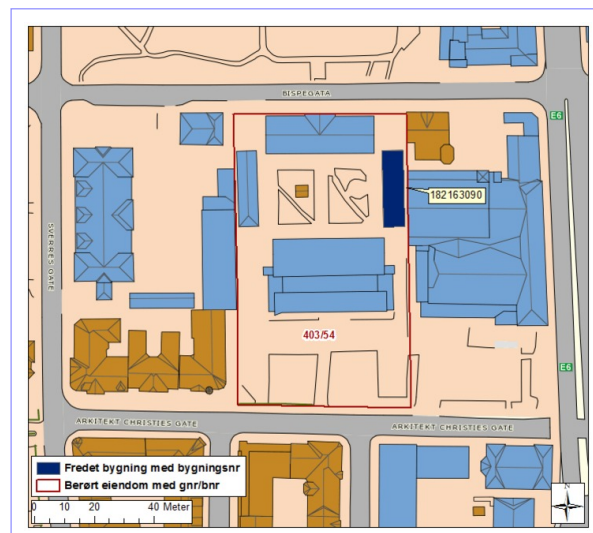 BISPEGATA
E6
182163090
SVERRES GATE
403/54
E6
ARKITEKT CHRISTIES GATE
ARKITEKT CHRISTIES GATE
Fredet bygning med bygningsnr
Berørt eiendom med gnr/bnr
0 10 20 40 Meter
N